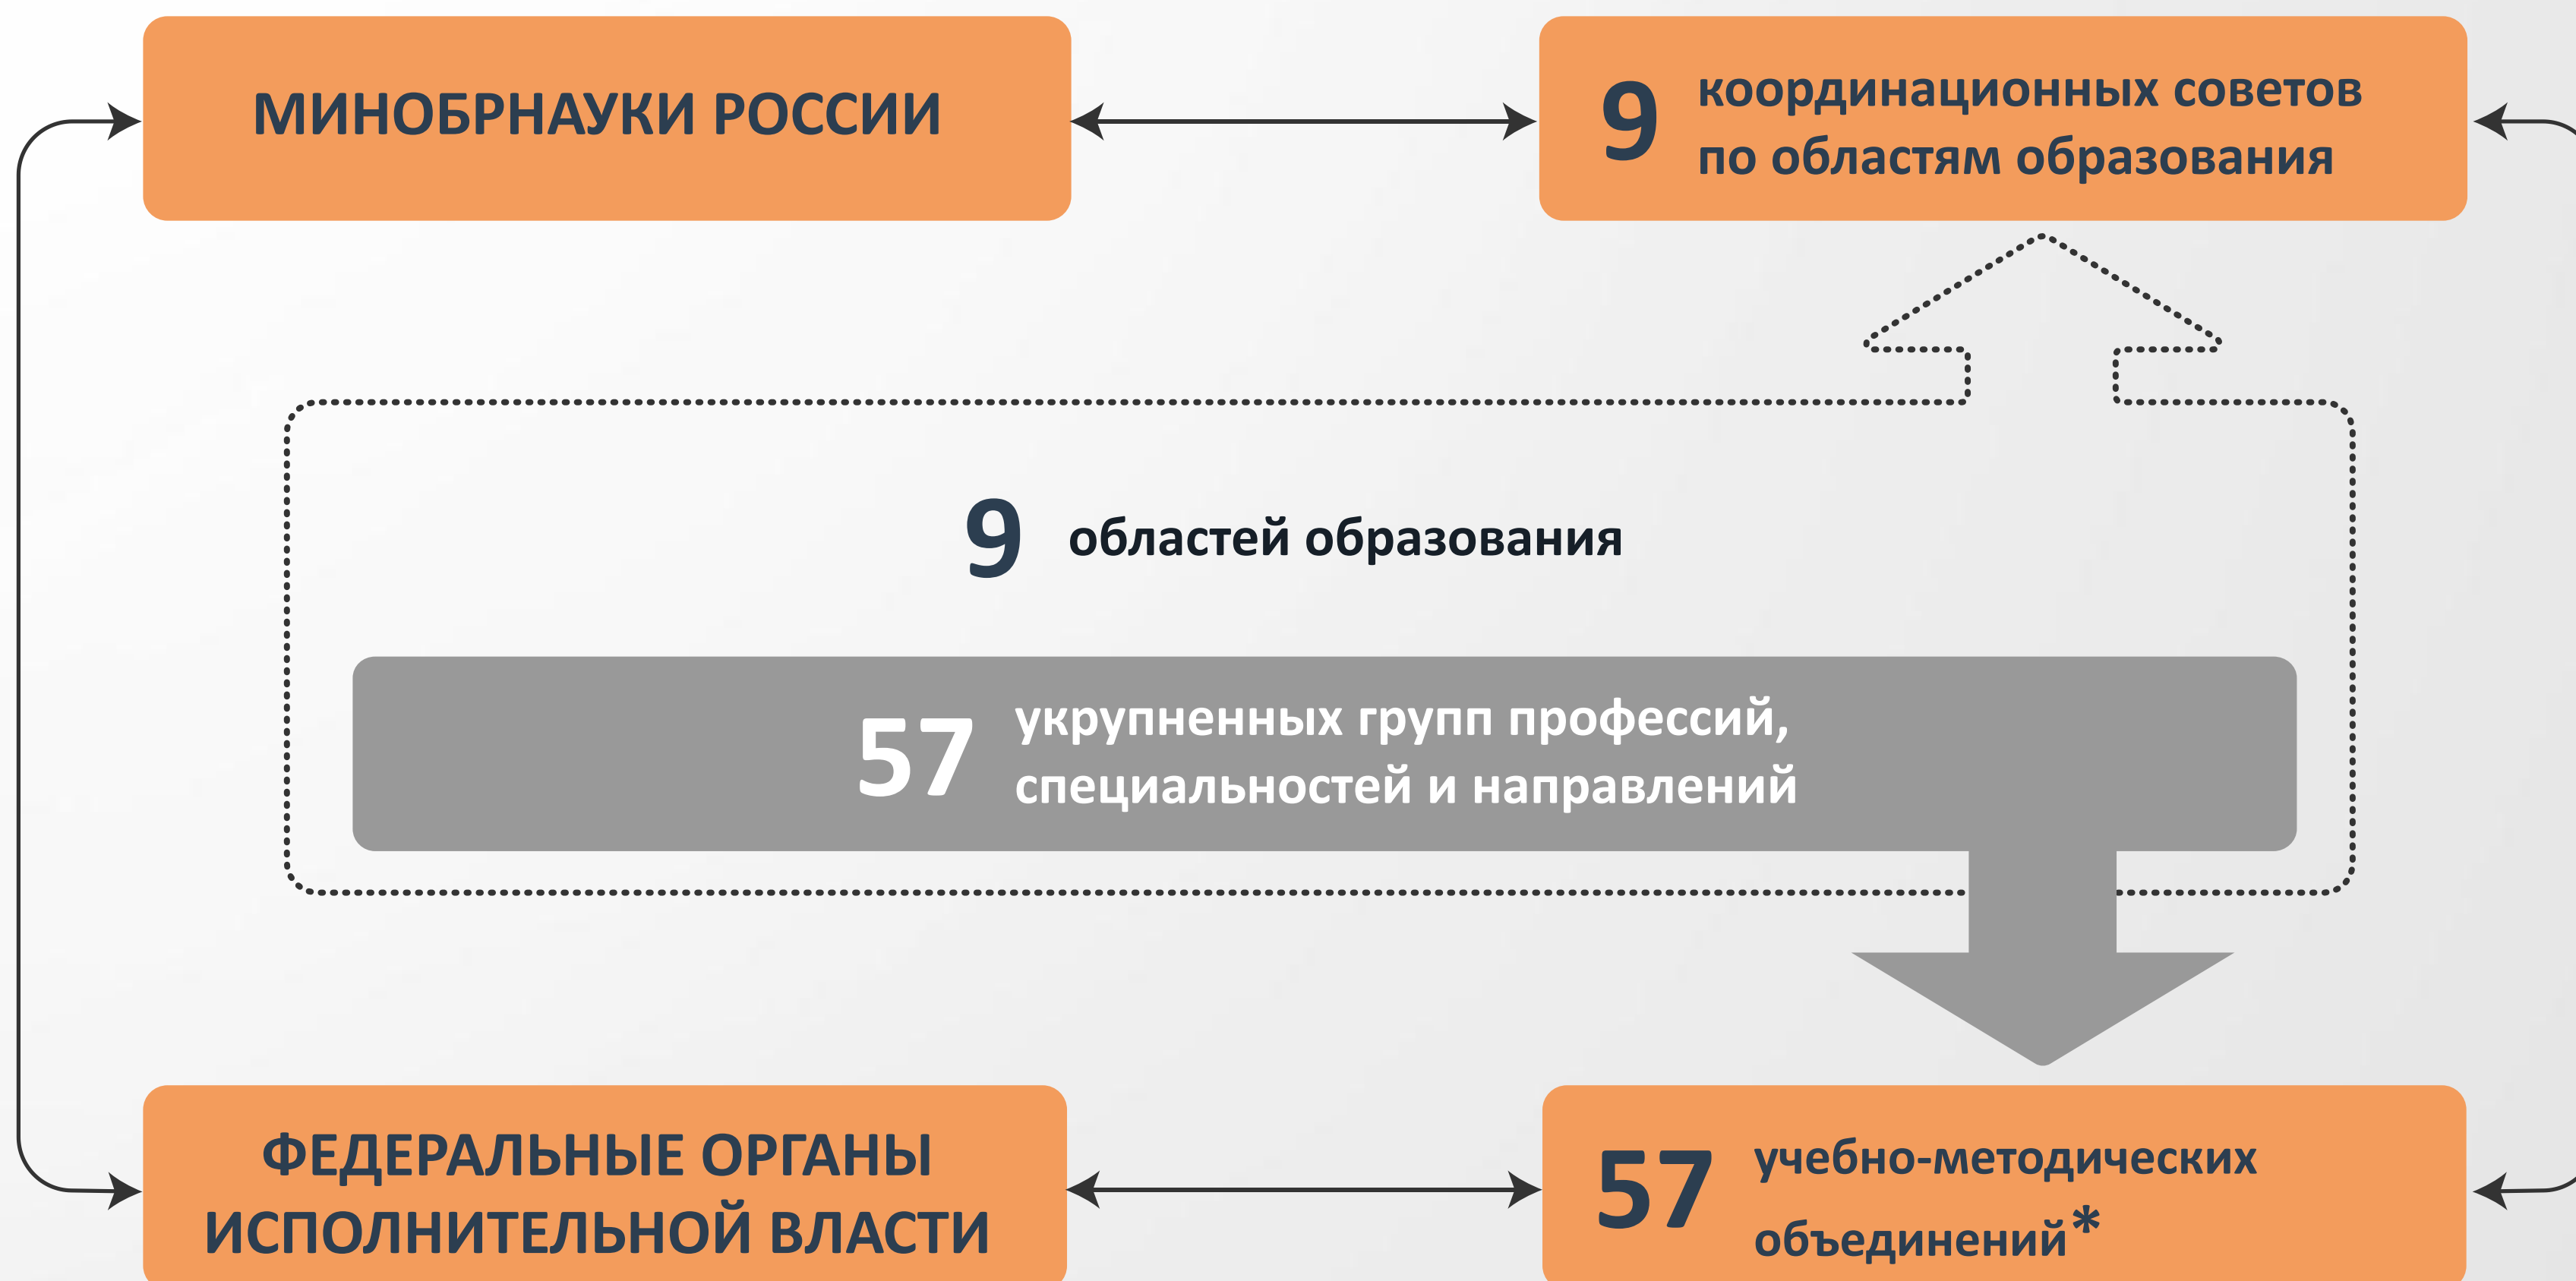 МИНОБРНАУКИ РОССИИ
9 координационных советов
по областям образования
9 областей образования
57 укрупненных групп профессий,
специальностей и направлений
ФЕДЕРАЛЬНЫЕ ОРГАНЫ
ИСПОЛНИТЕЛЬНОЙ ВЛАСТИ
57 учебно-методических
объединений*